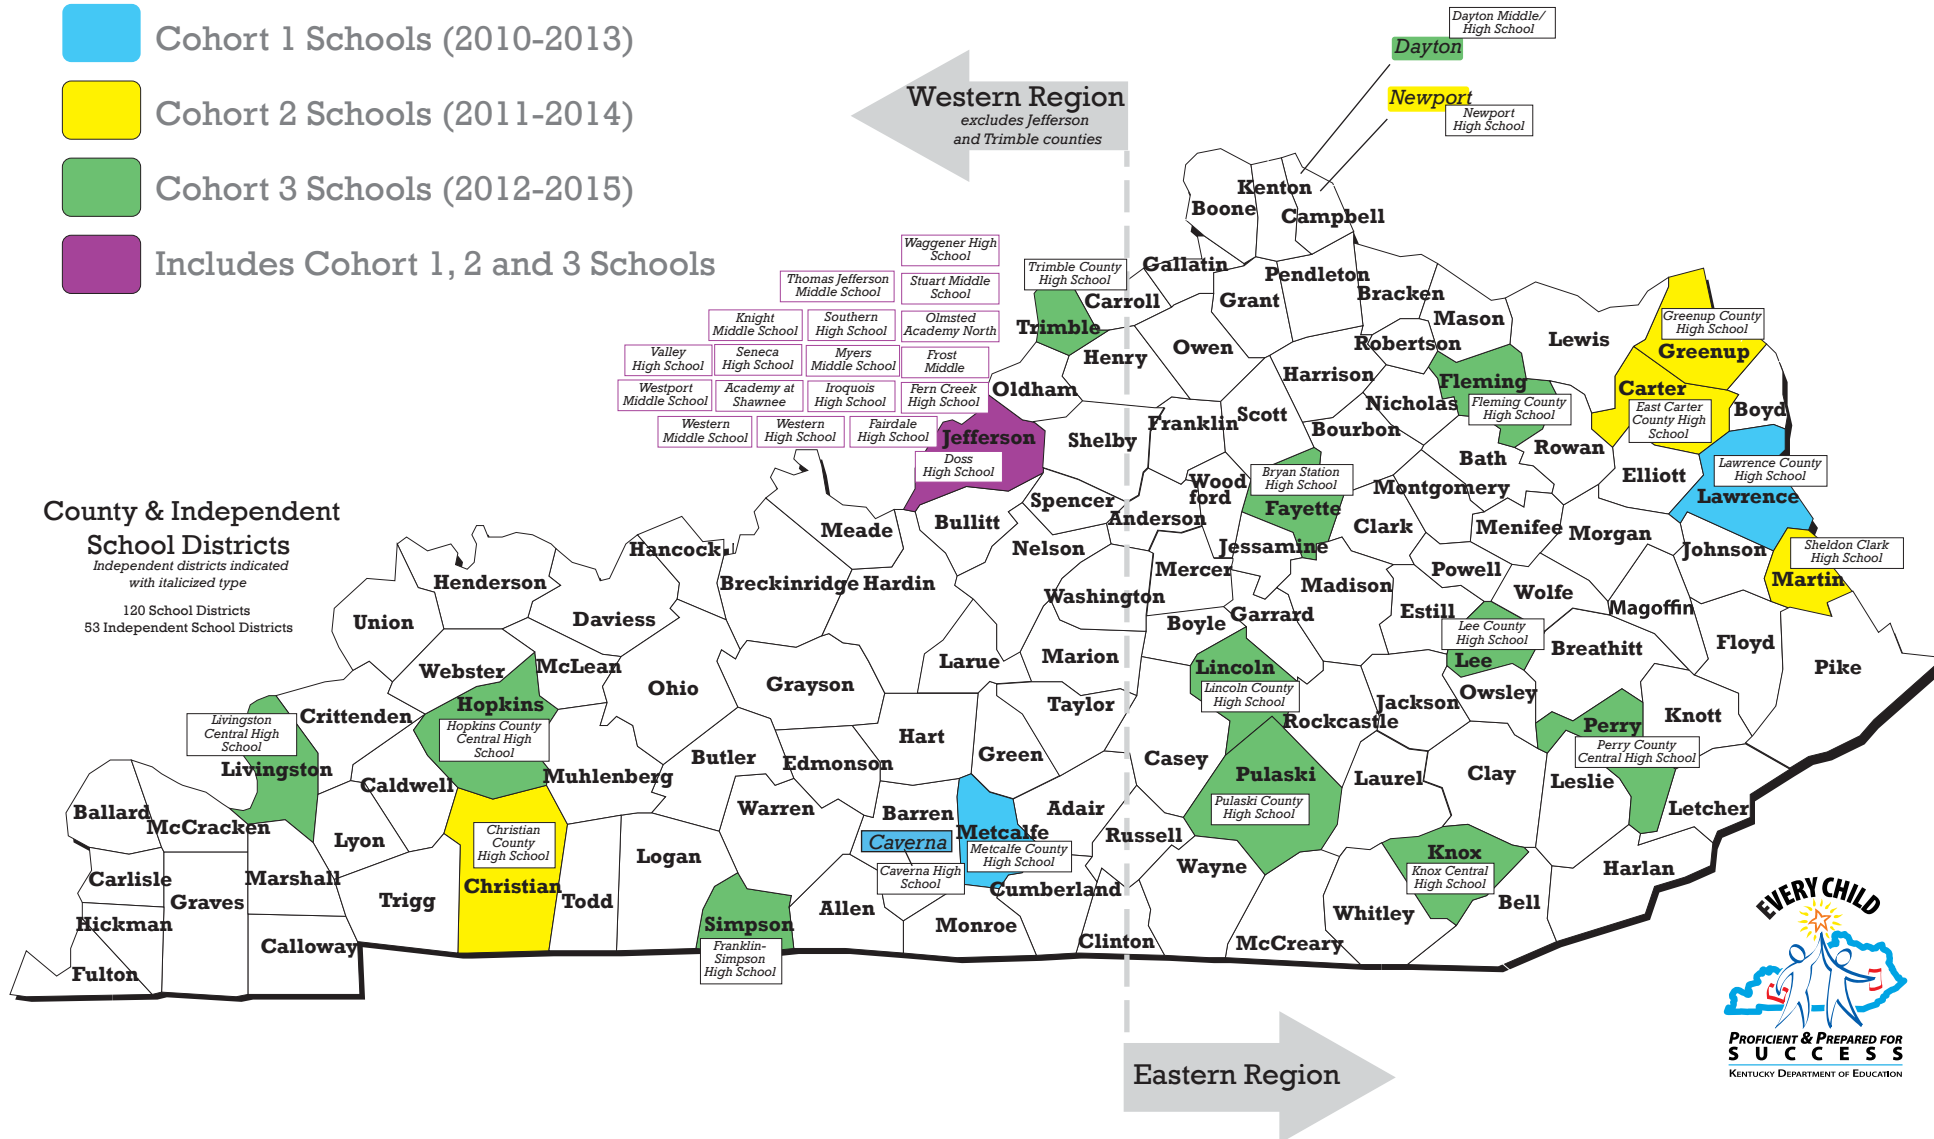 Cohort 1 Schools (2010-2013)
Cohort 2 Schools (2011-2014)
Cohort 3 Schools (2012-2015)
Includes Cohort 1, 2 and 3 Schools
Western Region
excludes Jefferson
and Trimble counties
Dayton Middle/
High School
Dayton
Newport
Newport
High School
County & Independent
School Districts
Independent districts indicated
with italicized type
120 School Districts
53 Independent School Districts
Waggener High
School
Thomas Jefferson
Middle School
Stuart Middle
School
Knight
Middle School
Southern
High School
Olmsted
Academy North
Valley
High School
Seneca
High School
Myers
Middle School
Frost
Middle
Westport
Middle School
Academy at
Shawnee
Iroquois
High School
Fern Creek
High School
Western
Middle School
Western
High School
Fairdale
High School
Jefferson
Doss
High School
Trimble County
High School
Trimble
Carroll
Gallatin
Boone
Kenton
Campbell
Pendleton
Grant
Bracken
Mason
Lewis
Robertson
Owen
Henry
Oldham
Harrison
Fleming
Fleming County
High School
Nicholas
Greenup County
High School
Greenup
Carter
East Carter
County High
School
Boyd
Shelby
Franklin
Scott
Bourbon
Bath
Rowan
Elliott
Lawrence County
High School
Lawrence
Bryan Station
High School
Fayette
Wood
ford
Montgomery
Clark
Menifee
Morgan
Johnson
Sheldon Clark
High School
Martin
Spencer
Anderson
Bullitt
Nelson
Jessamine
Mercer
Madison
Powell
Wolfe
Magoffin
Meade
Hancock
Breckinridge
Hardin
Washington
Henderson
Union
Daviess
Boyle
Garrard
Estill
Lee County
High School
Lee
Breathitt
Floyd
Pike
Webster
McLean
Ohio
Grayson
Larue
Marion
Lincoln
Lincoln County
High School
Rockcastle
Jackson
Owsley
Perry
Perry County
Central High School
Knott
Hopkins
Hopkins County
Central High
School
Crittenden
Livingston
Central High
School
Livingston
Caldwell
Muhlenberg
Butler
Edmonson
Hart
Green
Taylor
Casey
Pulaski
Pulaski County
High School
Laurel
Clay
Leslie
Letcher
Ballard
McCracken
Lyon
Warren
Barren
Caverna
Caverna High
School
Metcalfe
Metcalfe County
High School
Adair
Russell
Wayne
Knox
Knox Central
High School
Harlan
Bell
Carlisle
Graves
Marshall
Hickman
Fulton
Calloway
Trigg
Christian
County
High School
Christian
Todd
Logan
Simpson
Franklin-
Simpson
High School
Allen
Monroe
Cumberland
Clinton
McCreary
Whitley
Eastern Region
EVERY CHILD
PROFICIENT & PREPARED FOR
SUCCESS
KENTUCKY DEPARTMENT OF EDUCATION